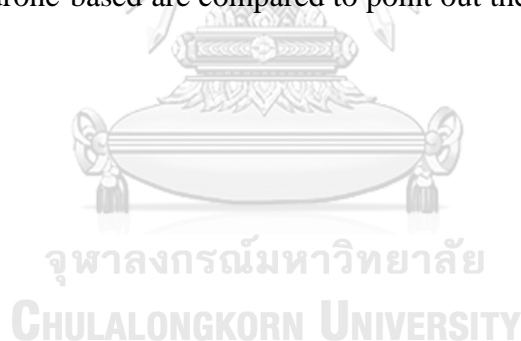 drone-based are compared to point out the
จุฬาลงกรณ์มหาวิทยาลัย
CHULALONGKORN UNIVERSITY